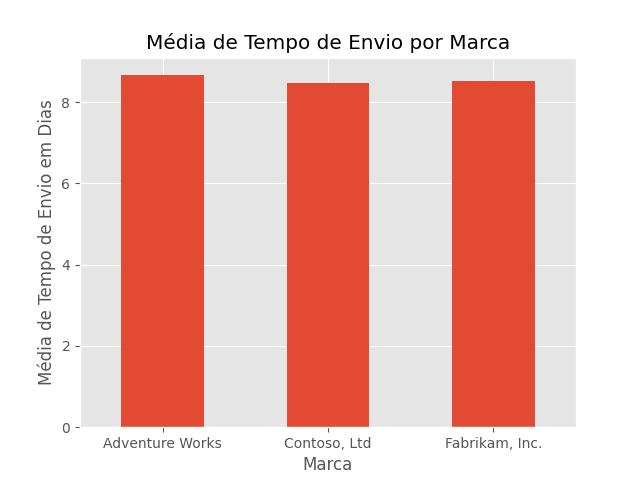 Média de Tempo de Envio por Marca
Média de Tempo de Envio em Dias
8
6
4
2
0
Adventure Works
Contoso, Ltd
Fabrikam, Inc.
Marca